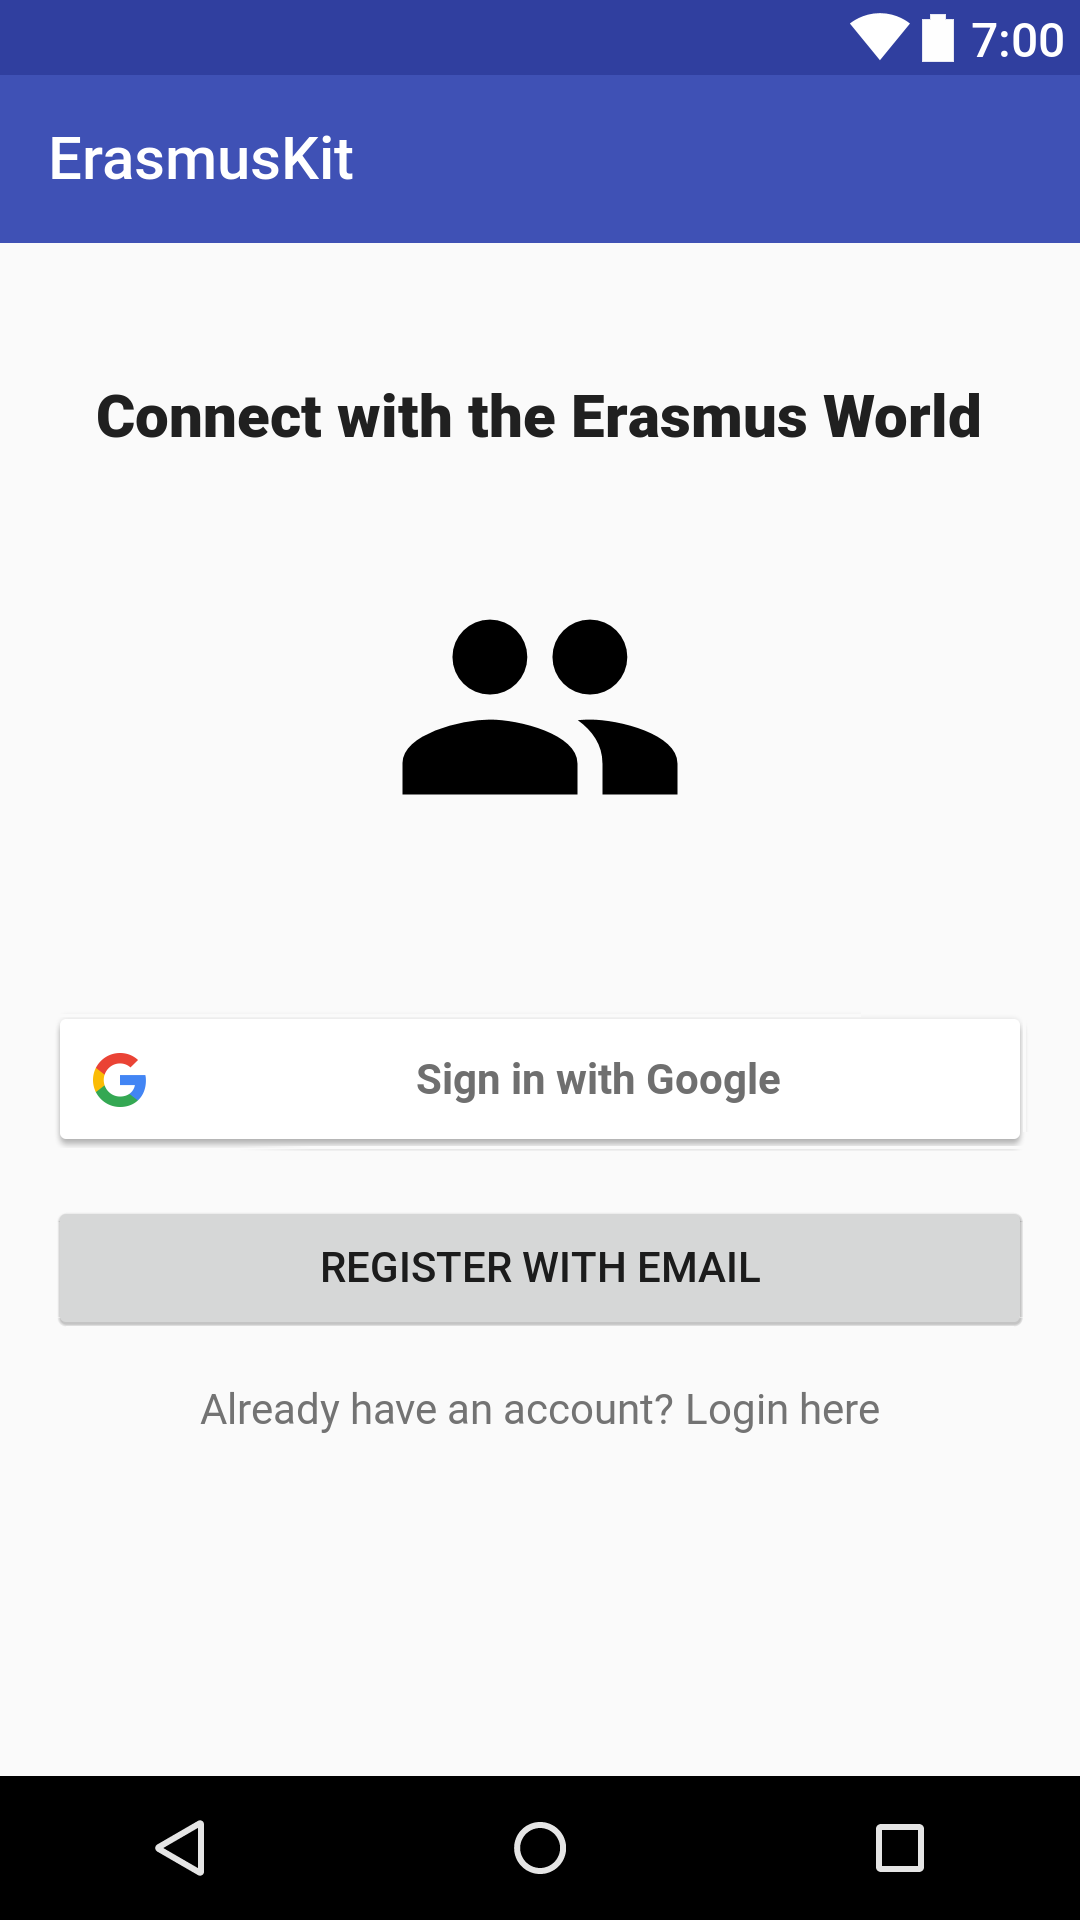 7:00
ErasmusKit
Connect with the Erasmus World
Sign in with Google
REGISTER WITH EMAIL
Already have an account? Login here